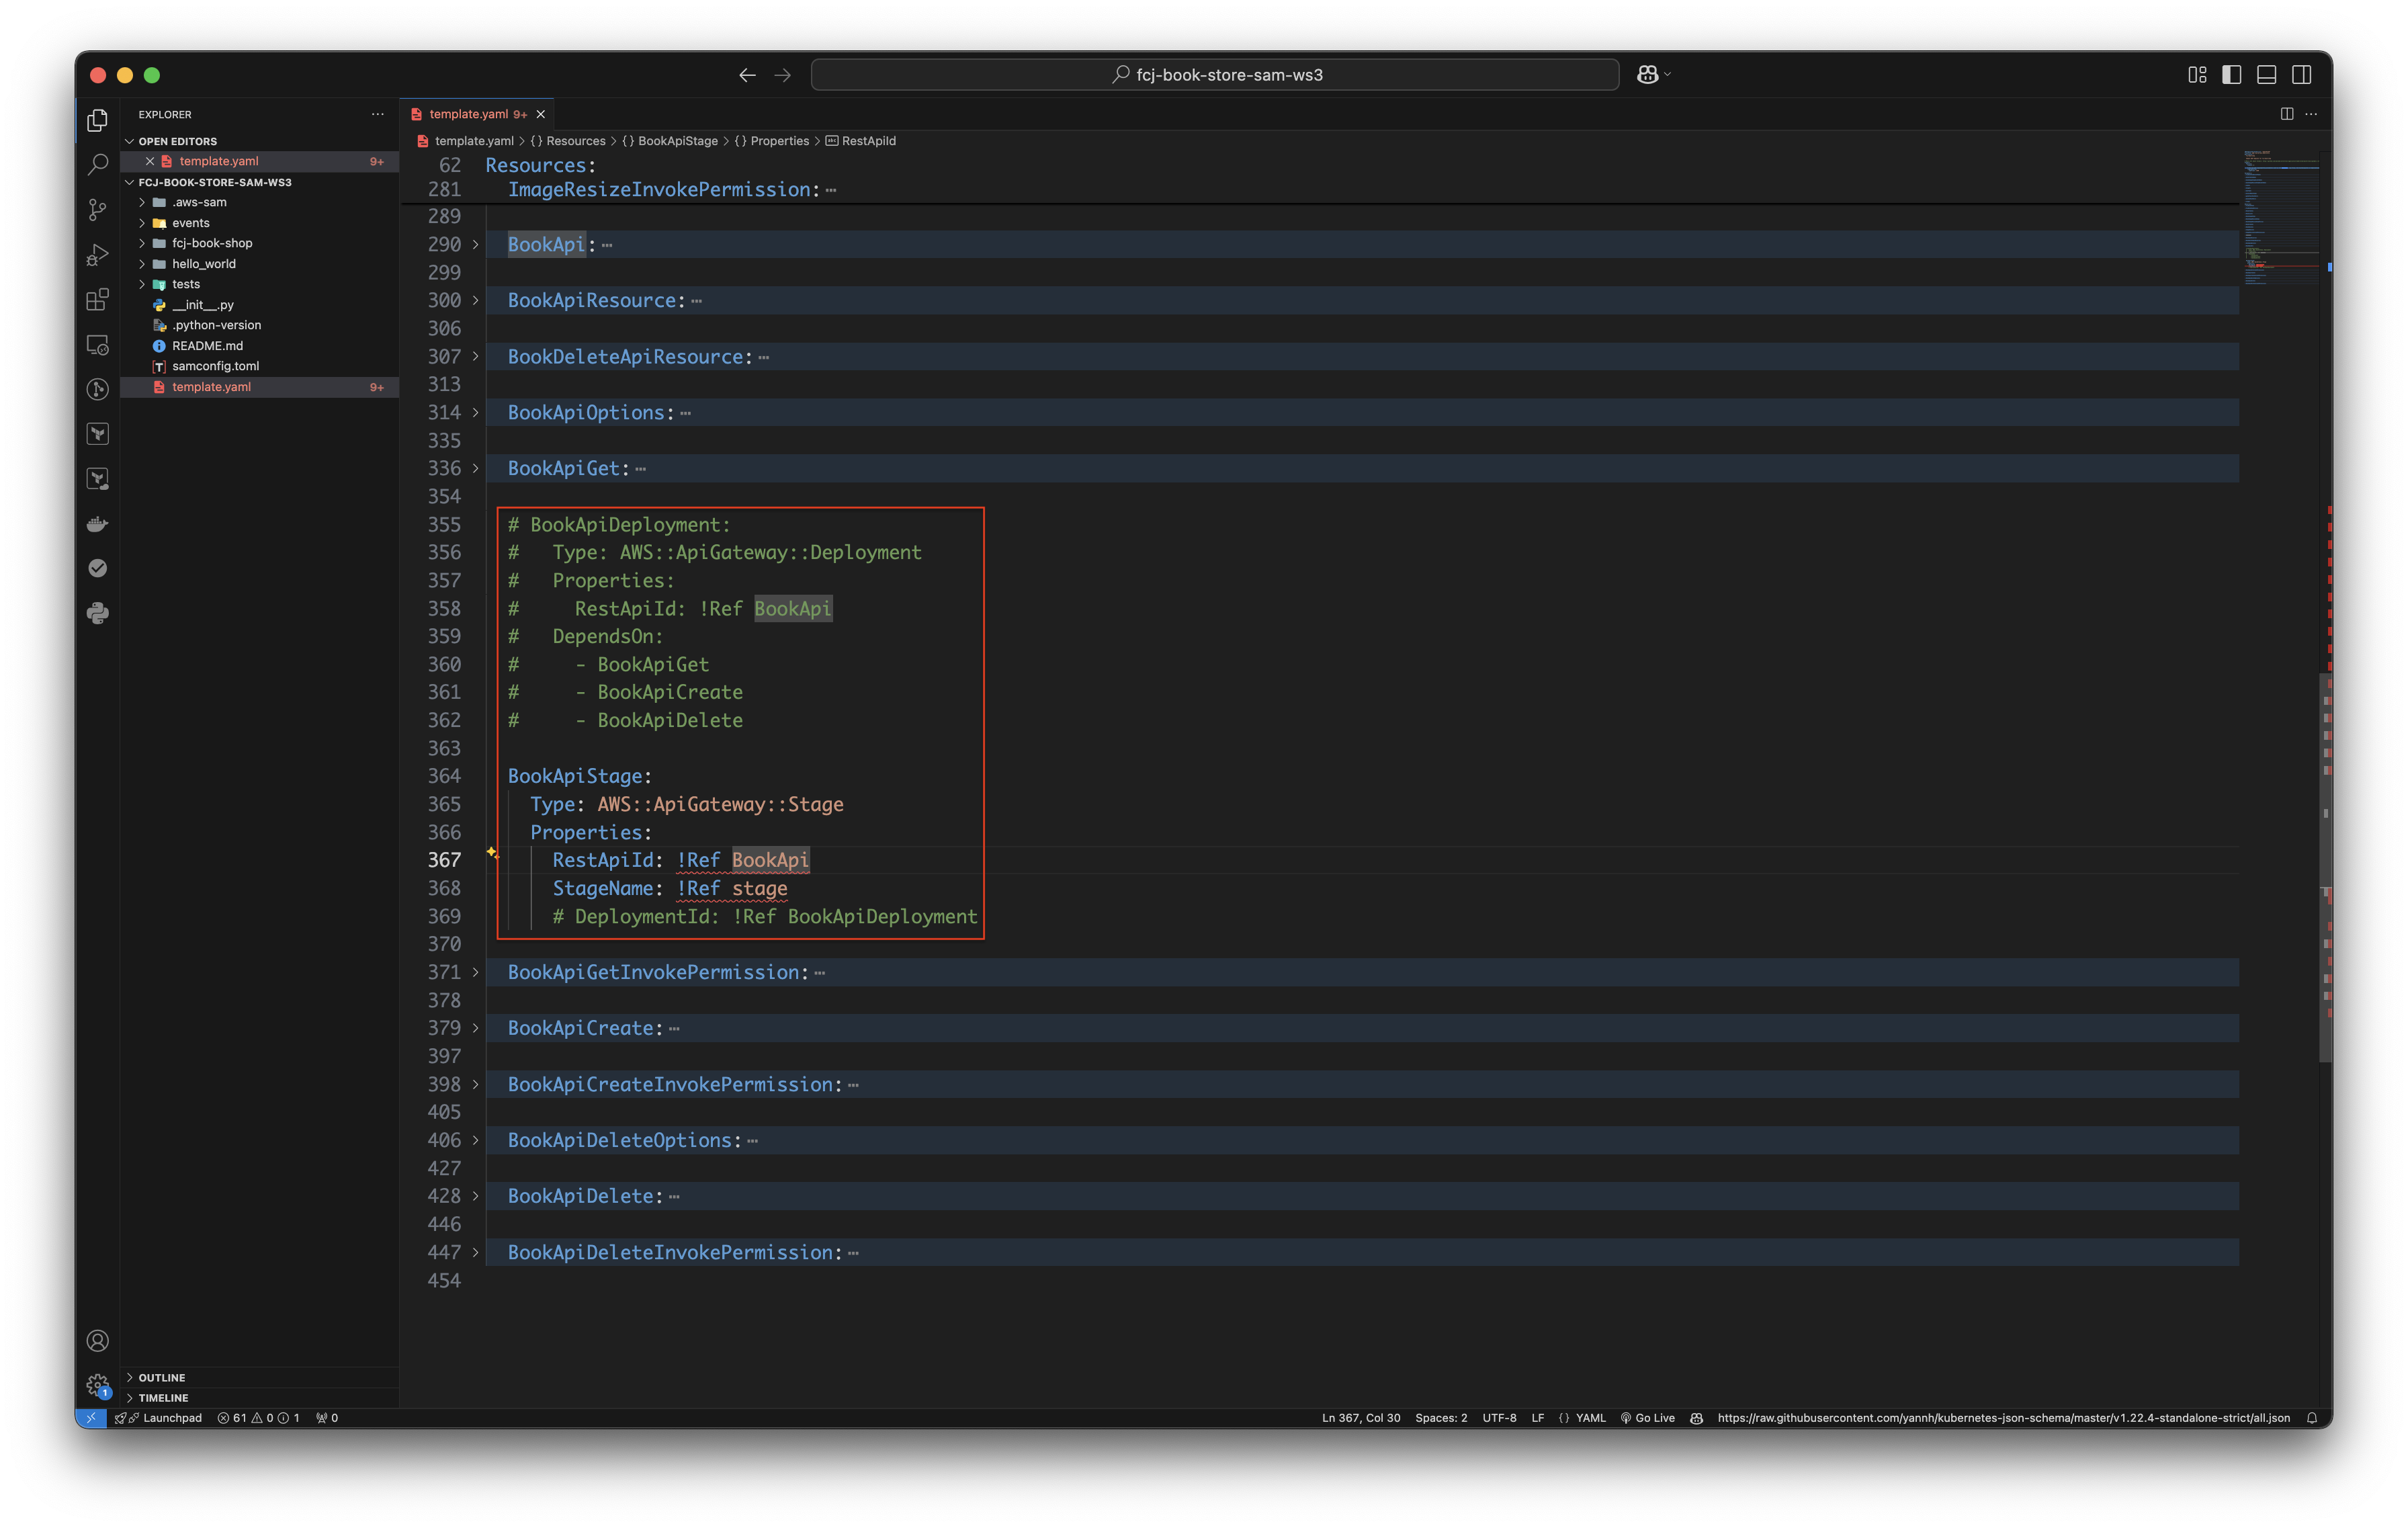 fcj-book-store-sam-ws3
EXPLORER
OPEN EDITORS
template.yaml 9+
FCJ-BOOK-STORE-SAM-WS3
.aws-sam
events
fcj-book-shop
hello_world
tests
__init__.py
.python-version
README.md
samconfig.toml
template.yaml 9+
OUTLINE
TIMELINE
template.yaml 9+
template.yaml > {} Resources > {} BookApiStage > {} Properties > RestApiId
62 Resources:
281 ImageResizeInvokePermission: ...
289
290 BookApi: ...
299
300 BookApiResource: ...
306
307 BookDeleteApiResource: ...
313
314 BookApiOptions: ...
335
336 BookApiGet: ...
354
355 # BookApiDeployment:
356 #   Type: AWS::ApiGateway::Deployment
357 #   Properties:
358 #     RestApiId: !Ref BookApi
359 #   DependsOn:
360 #     - BookApiGet
361 #     - BookApiCreate
362 #     - BookApiDelete
363
364 BookApiStage:
365   Type: AWS::ApiGateway::Stage
366   Properties:
367     RestApiId: !Ref BookApi
368     StageName: !Ref stage
369     # DeploymentId: !Ref BookApiDeployment
370
371 BookApiGetInvokePermission: ...
378
379 BookApiCreate: ...
397
398 BookApiCreateInvokePermission: ...
405
406 BookApiDeleteOptions: ...
427
428 BookApiDelete: ...
446
447 BookApiDeleteInvokePermission: ...
454
1
Launchpad 61 0 1 0 Ln 367, Col 30 Spaces: 2 UTF-8 LF {} YAML Go Live https://raw.githubusercontent.com/yannh/kubernetes-json-schema/master/v1.22.4-standalone-strict/all.json